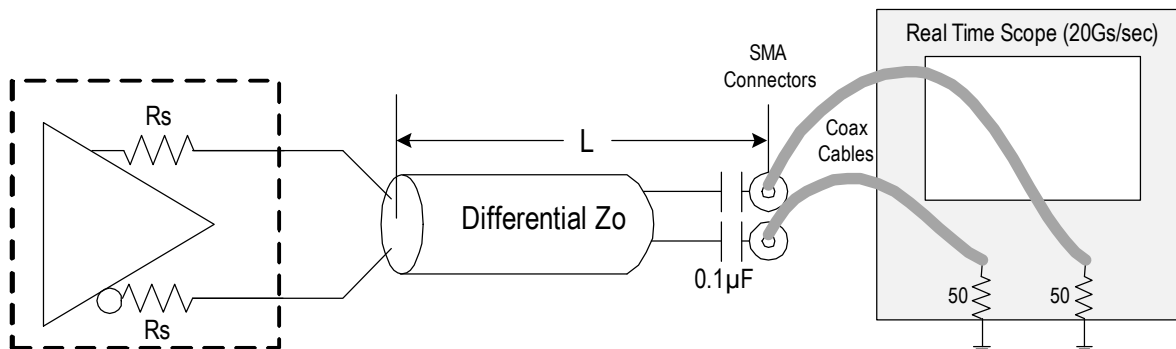 Real Time Scope (20Gs/sec)
SMA
Connectors
Rs
L
Coax
Cables
Differential Zo
0.1µF
50
50
Rs